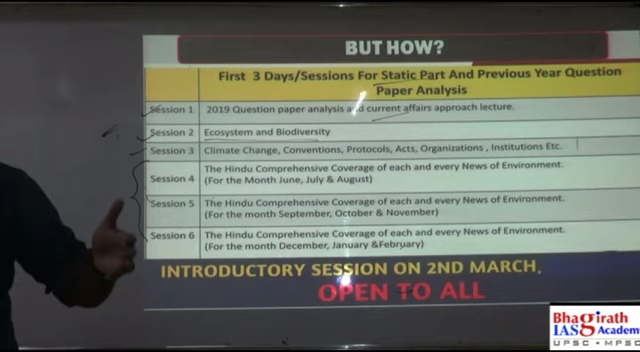 BUT HOW?
First 3 Days/Sessions For Static Part And Previous Year Question
Paper Analysis
Session 1 2019 Question paper analysis and current affairs approach lecture.
Session 2 Ecosystem and Biodiversity
Session 3 Climate Change, Conventions, Protocols, Acts, Organizations , Institutions Etc.
Session 4 The Hindu Comprehensive Coverage of each and every News of Environment.
(For the Month June, July & August)
Session 5 The Hindu Comprehensive Coverage of each and every News of Environment.
(For the month September, October & November)
Session 6 The Hindu Comprehensive Coverage of each and every News of Environment.
(For the month December, January &February)
INTRODUCTORY SESSION ON 2ND MARCH,
OPEN TO ALL
Bhagirath
IAS Academy
UPSC • MPSC